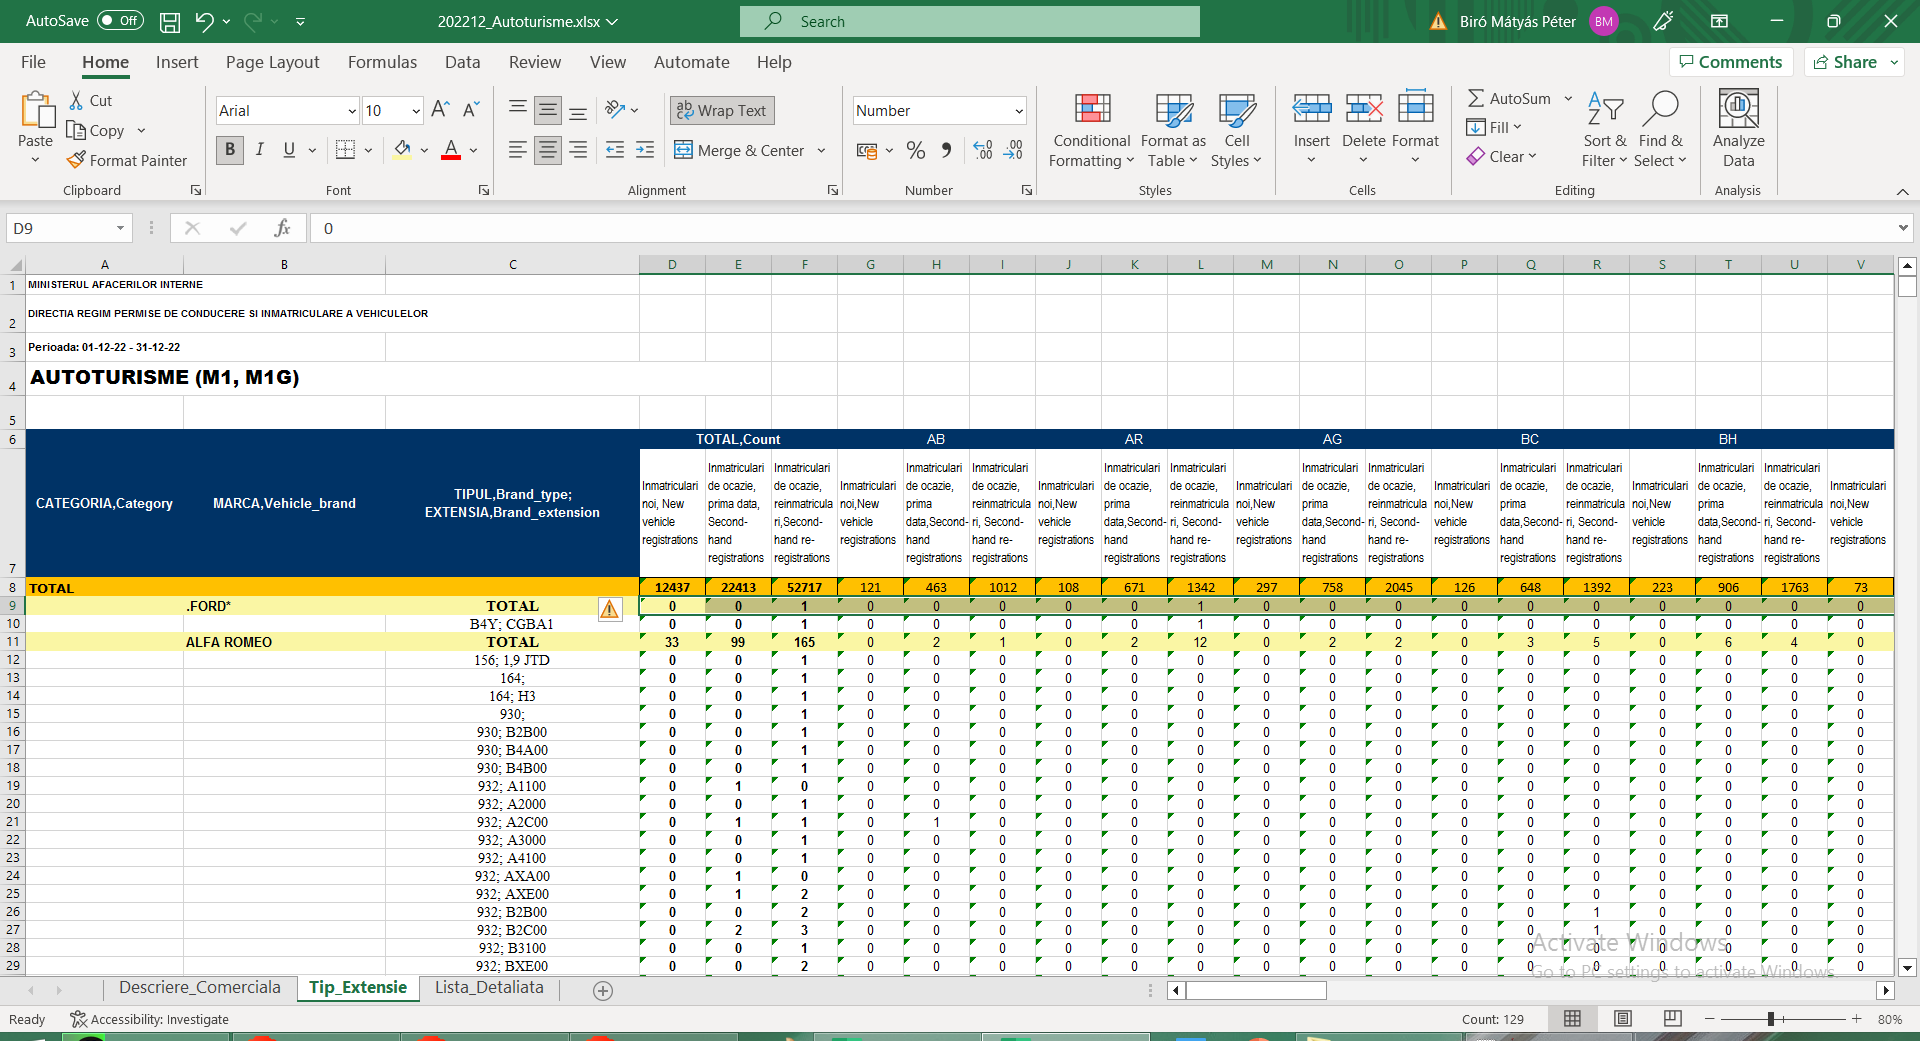 AutoSave Off 202212_Autoturisme.xlsx Search Biró Mátyás Péter BM
File Home Insert Page Layout Formulas Data Review View Automate Help Comments Share
Cut
Copy
Format Painter
Paste
Clipboard
Arial 10
B I U
Font
Wrap Text
Merge & Center
Alignment
Number
Number
Conditional Formatting
Format as Table
Cell Styles
Styles
Insert Delete Format
Cells
AutoSum
Fill
Clear
Sort & Filter
Find & Select
Editing
Analyze Data
Analysis
D9 fx 0
A B C D E F G H I J K L M N O P Q R S T U V
1 MINISTERUL AFACERILOR INTERNE
2 DIRECTIA REGIM PERMISE DE CONDUCERE SI INMATRICULARE A VEHICULELOR
3 Perioada: 01-12-22 - 31-12-22
4 AUTOTURISME (M1, M1G)
5
6 TOTAL,Count AB AR AG BC BH
7 CATEGORIA,Category MARCA,Vehicle_brand TIPUL,Brand_type; EXTENSIA,Brand_extension
Inmatriculari noi, New vehicle registrations
Inmatriculari de ocazie, prima data, Second-hand registrations
Inmatriculari de ocazie, reinmatriculari,Second-hand re-registrations
Inmatriculari noi,New vehicle registrations
Inmatriculari de ocazie, prima data,Second-hand registrations
Inmatriculari de ocazie, reinmatriculari, Second-hand re-registrations
Inmatriculari noi,New vehicle registrations
Inmatriculari de ocazie, prima data,Second-hand registrations
Inmatriculari de ocazie, reinmatriculari, Second-hand re-registrations
Inmatriculari noi,New vehicle registrations
Inmatriculari de ocazie, prima data,Second-hand registrations
Inmatriculari de ocazie, reinmatriculari, Second-hand re-registrations
Inmatriculari noi,New vehicle registrations
Inmatriculari de ocazie, prima data,Second-hand registrations
Inmatriculari de ocazie, reinmatriculari, Second-hand re-registrations
Inmatriculari noi,New vehicle registrations
Inmatriculari de ocazie, prima data,Second-hand registrations
Inmatriculari de ocazie, reinmatriculari, Second-hand re-registrations
Inmatriculari noi,New vehicle registrations
8 TOTAL 12437 22413 52717 121 463 1012 108 671 1342 297 758 2045 126 648 1392 223 906 1763 73
9 .FORD* TOTAL 0 0 1 0 0 0 0 0 1 0 0 0 0 0 0 0 0 0 0
10 B4Y; CGBA1 0 0 1 0 0 0 0 0 1 0 0 0 0 0 0 0 0 0 0
11 ALFA ROMEO TOTAL 33 99 165 0 2 1 0 2 12 0 2 2 0 3 5 0 6 4 0
12 156; 1,9 JTD 0 0 1 0 0 0 0 0 0 0 0 0 0 0 0 0 0 0 0
13 164; 0 0 1 0 0 0 0 0 0 0 0 0 0 0 0 0 0 0 0
14 164; H3 0 0 1 0 0 0 0 0 0 0 0 0 0 0 0 0 0 0 0
15 930; 0 0 1 0 0 0 0 0 0 0 0 0 0 0 0 0 0 0 0
16 930; B2B00 0 0 1 0 0 0 0 0 0 0 0 0 0 0 0 0 0 0 0
17 930; B4A00 0 0 1 0 0 0 0 0 0 0 0 0 0 0 0 0 0 0 0
18 930; B4B00 0 0 1 0 0 0 0 0 0 0 0 0 0 0 0 0 0 0 0
19 932; A1100 0 1 0 0 0 0 0 0 0 0 0 0 0 0 0 0 0 0 0
20 932; A2000 0 0 1 0 0 0 0 0 0 0 0 0 0 0 0 0 0 0 0
21 932; A2C00 0 1 1 0 1 0 0 0 0 0 0 0 0 0 0 0 0 0 0
22 932; A3000 0 0 1 0 0 0 0 0 0 0 0 0 0 0 0 0 0 0 0
23 932; A4100 0 0 1 0 0 0 0 0 0 0 0 0 0 0 0 0 0 0 0
24 932; AXA00 0 1 0 0 0 0 0 0 0 0 0 0 0 0 0 0 0 0 0
25 932; AXE00 0 1 2 0 0 0 0 0 0 0 0 0 0 0 0 0 0 0 0
26 932; B2B00 0 0 2 0 0 0 0 0 0 0 0 0 0 0 1 0 0 0 0
27 932; B2C00 0 2 3 0 0 0 0 0 0 0 0 0 0 0 1 0 0 0 0
28 932; B3100 0 0 1 0 0 0 0 0 0 0 0 0 0 0 0 0 0 0 0
29 932; BXE00 0 0 2 0 0 0 0 0 0 0 0 0 0 0 0 0 0 0 0
Activate Windows
Go to PC settings to activate Windows.
Descriere_Comerciala Tip_Extensie Lista_Detaliata
Ready Accessibility: Investigate Count: 129 80%